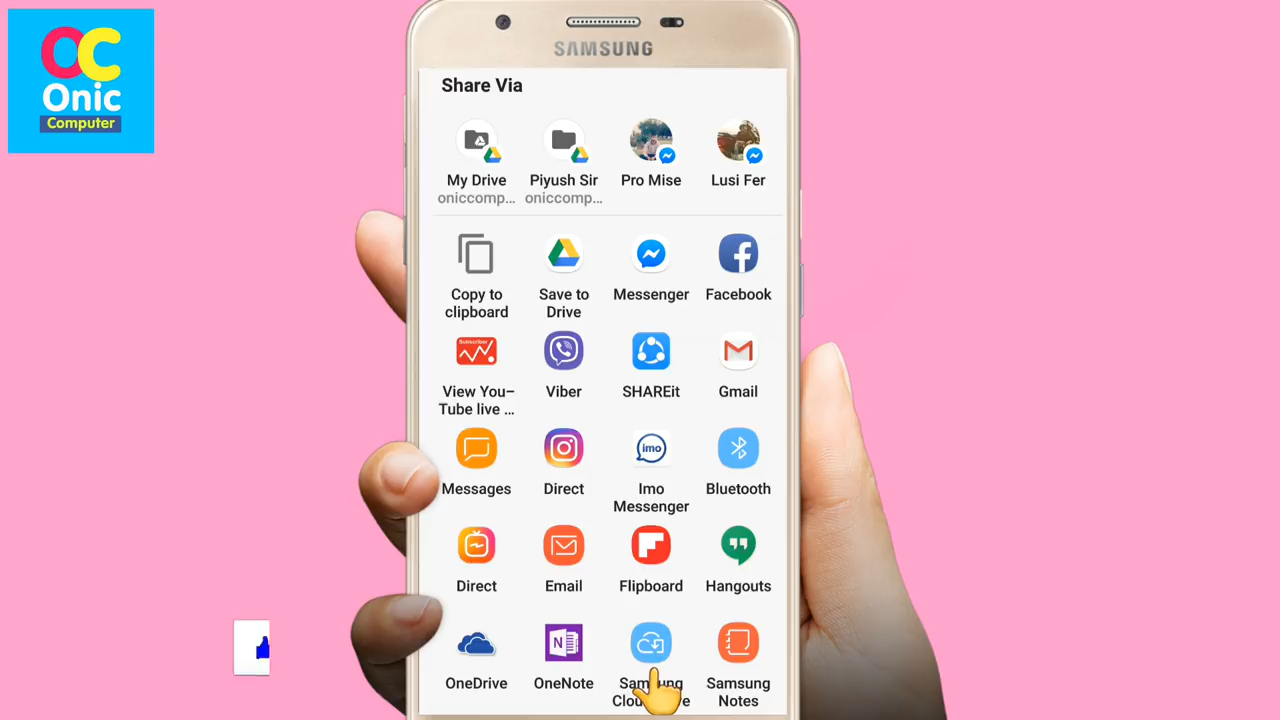 OC
Onic
Computer
SAMSUNG
Share Via
My Drive
oniccomp...
Piyush Sir
oniccomp...
Pro Mise
Lusi Fer
Copy to
clipboard
Save to
Drive
Messenger
Facebook
Subscriber
View You–
Tube live ...
Viber
SHAREit
Gmail
Messages
Direct
imo
Imo
Messenger
Bluetooth
Direct
Email
Flipboard
Hangouts
OneDrive
N
OneNote
Samsung
Notes